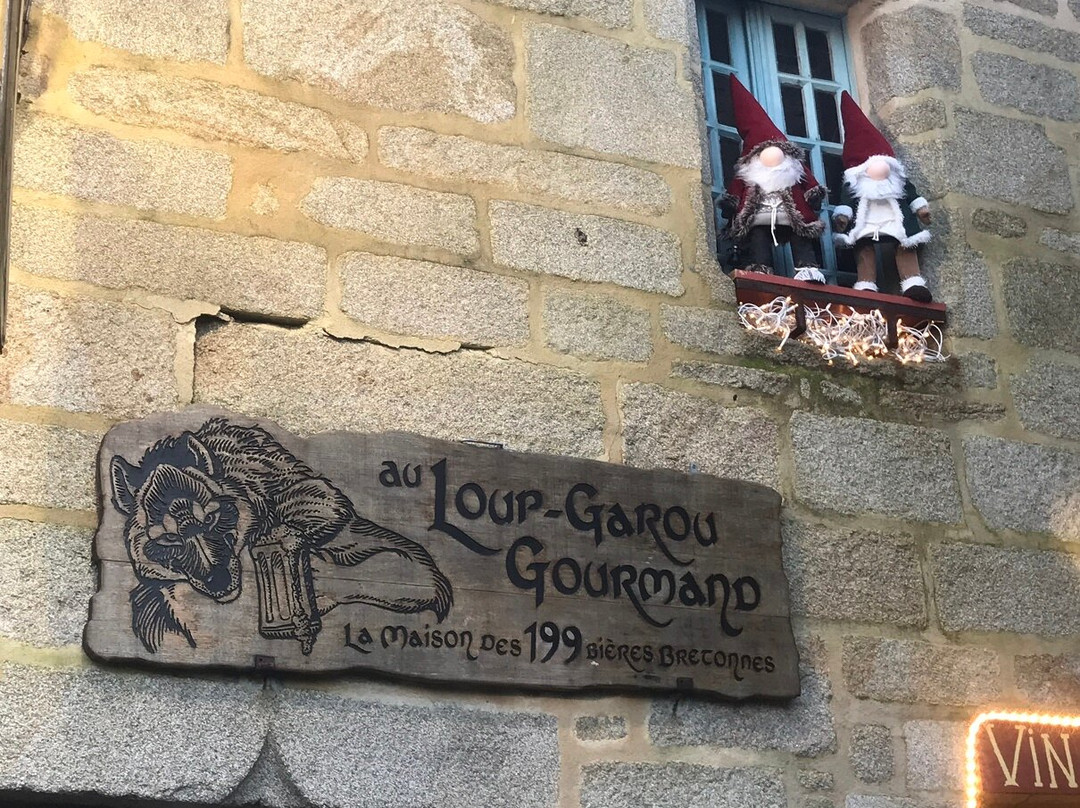 au Loup-Garou
Gourmand
La Maison des 199 bières Bretonnes
Vin